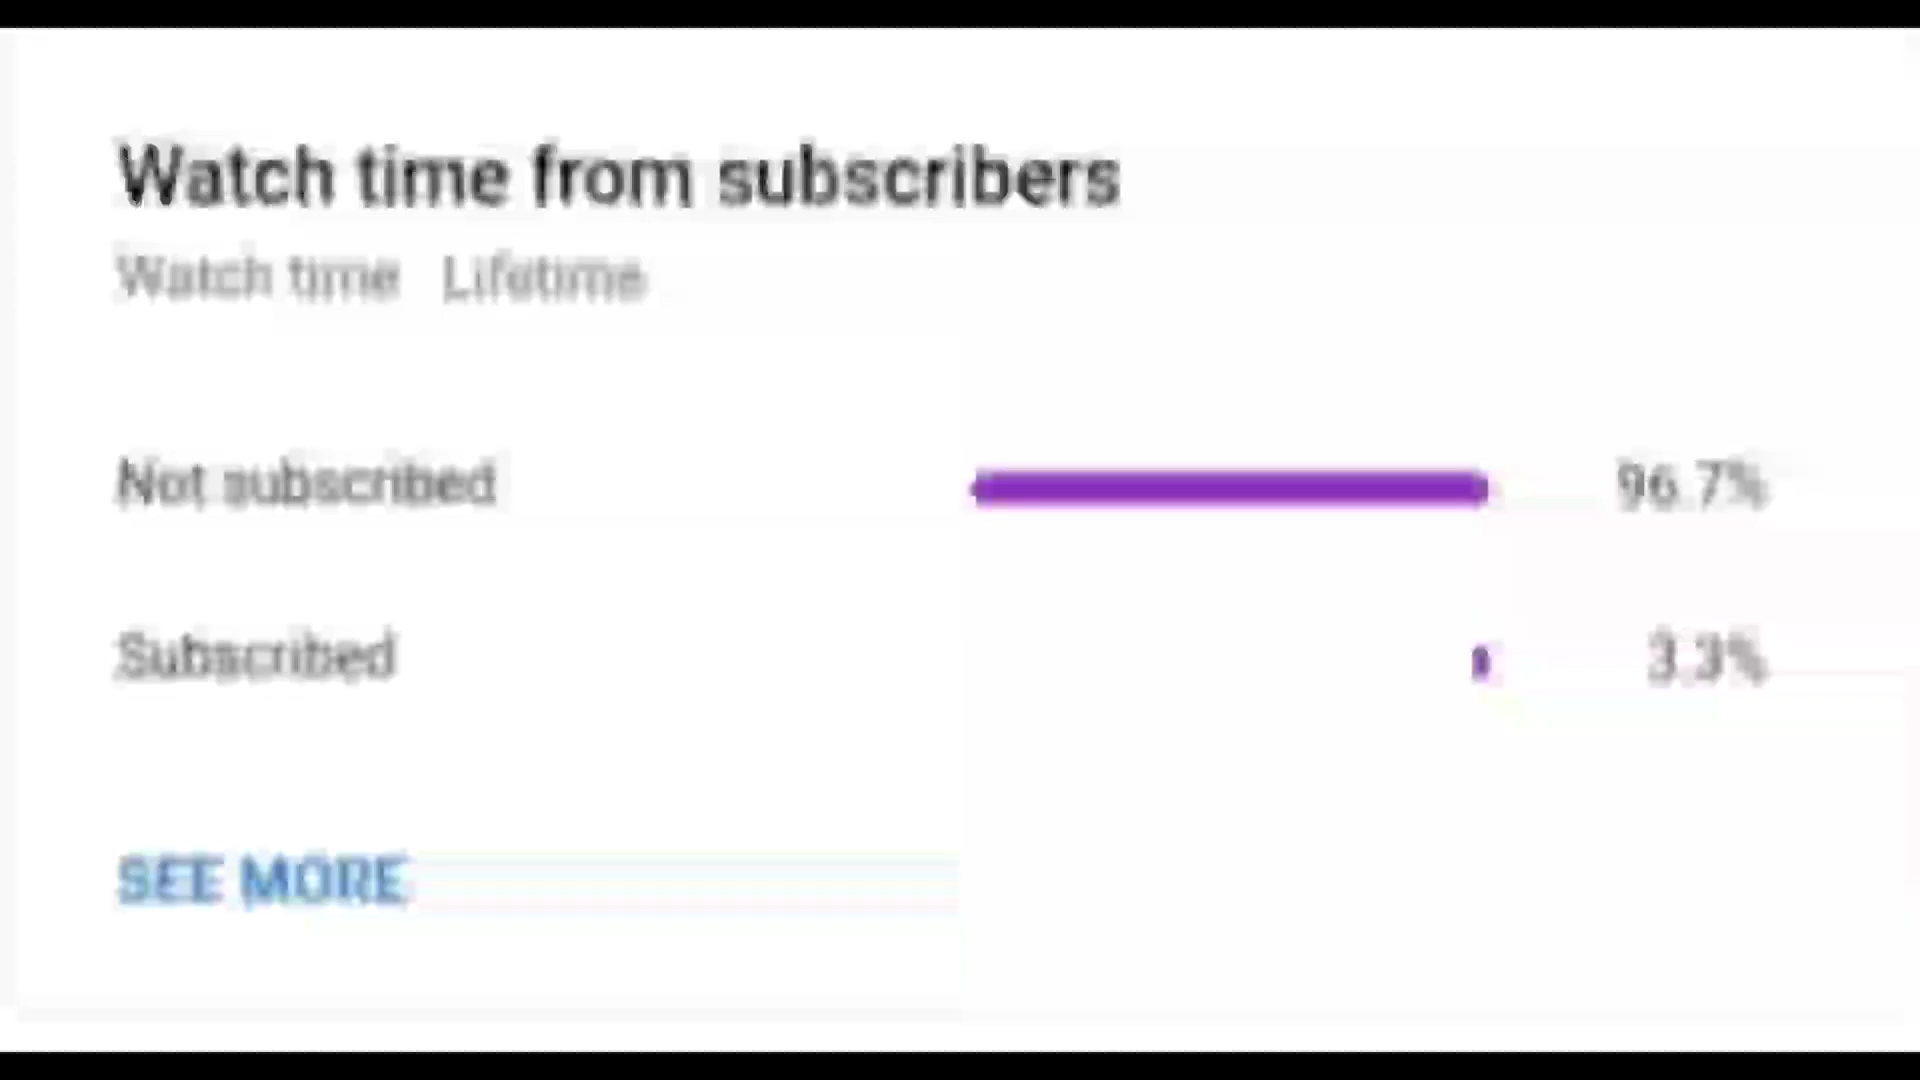 Watch time from subscribers
Watch time Lifetime
Not subscribed 96.7%
Subscribed 3.3%
SEE MORE